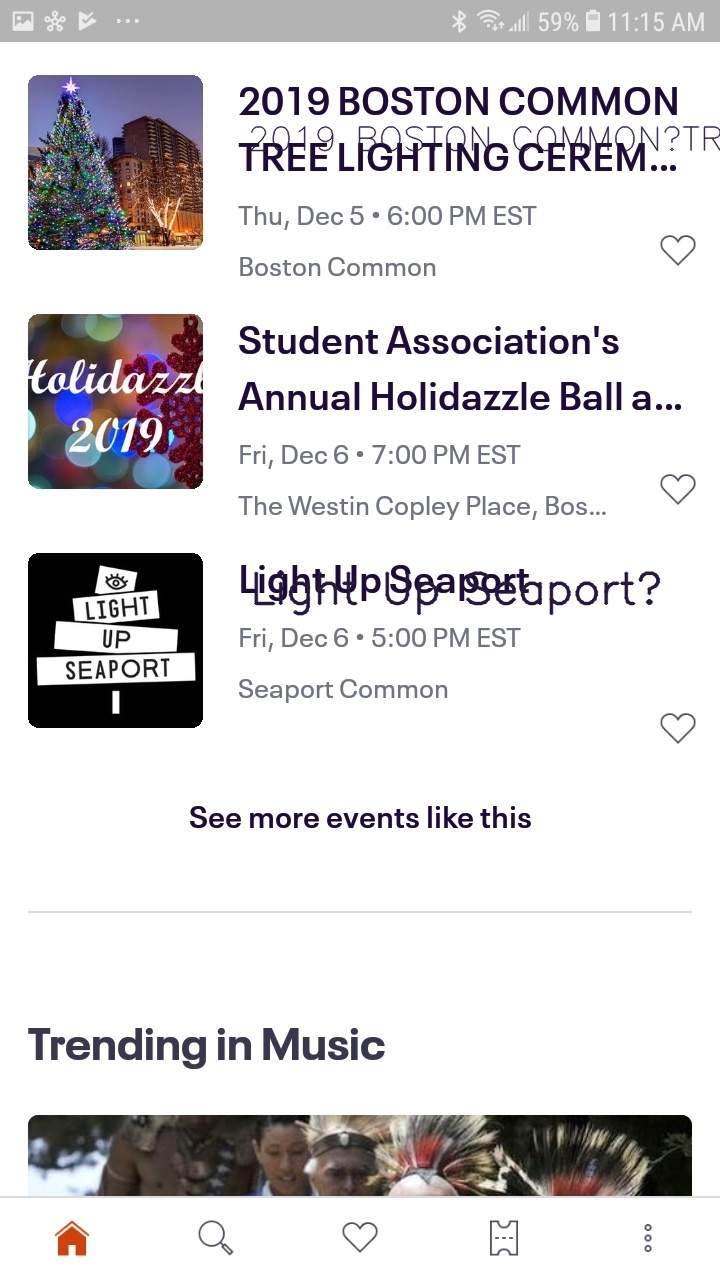 59% 11:15 AM
2019 BOSTON COMMON
2019 BOSTON COMMON?TR
TREE LIGHTING CEREM...
Thu, Dec 5 • 6:00 PM EST
Boston Common
Holidazzl
2019
Student Association's
Annual Holidazzle Ball a...
Fri, Dec 6 • 7:00 PM EST
The Westin Copley Place, Bos...
LIGHT
UP
SEAPORT
Light Up Seaport
Light Up Seaport?
Fri, Dec 6 • 5:00 PM EST
Seaport Common
See more events like this
Trending in Music